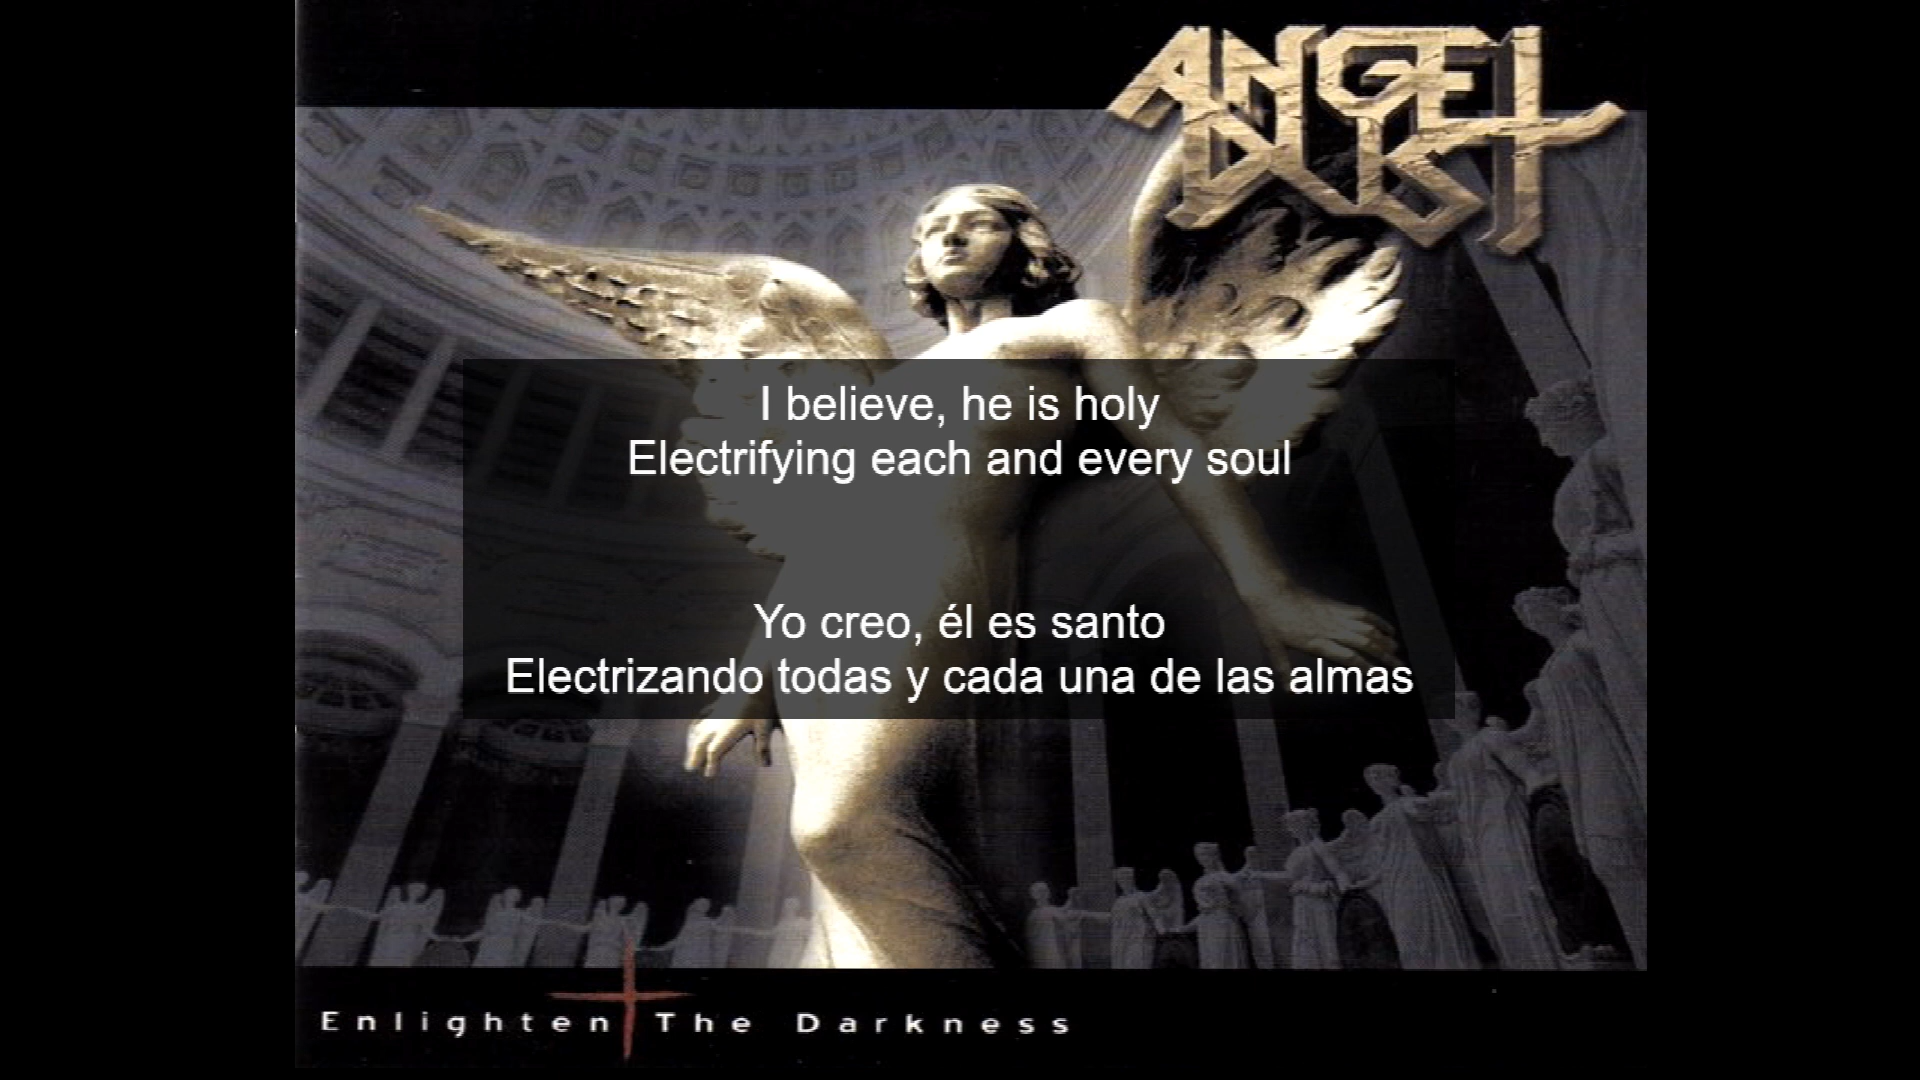 ANGEL
DUST
I believe, he is holy
Electrifying each and every soul
Yo creo, él es santo
Electrizando todas y cada una de las almas
Enlighten The Darkness